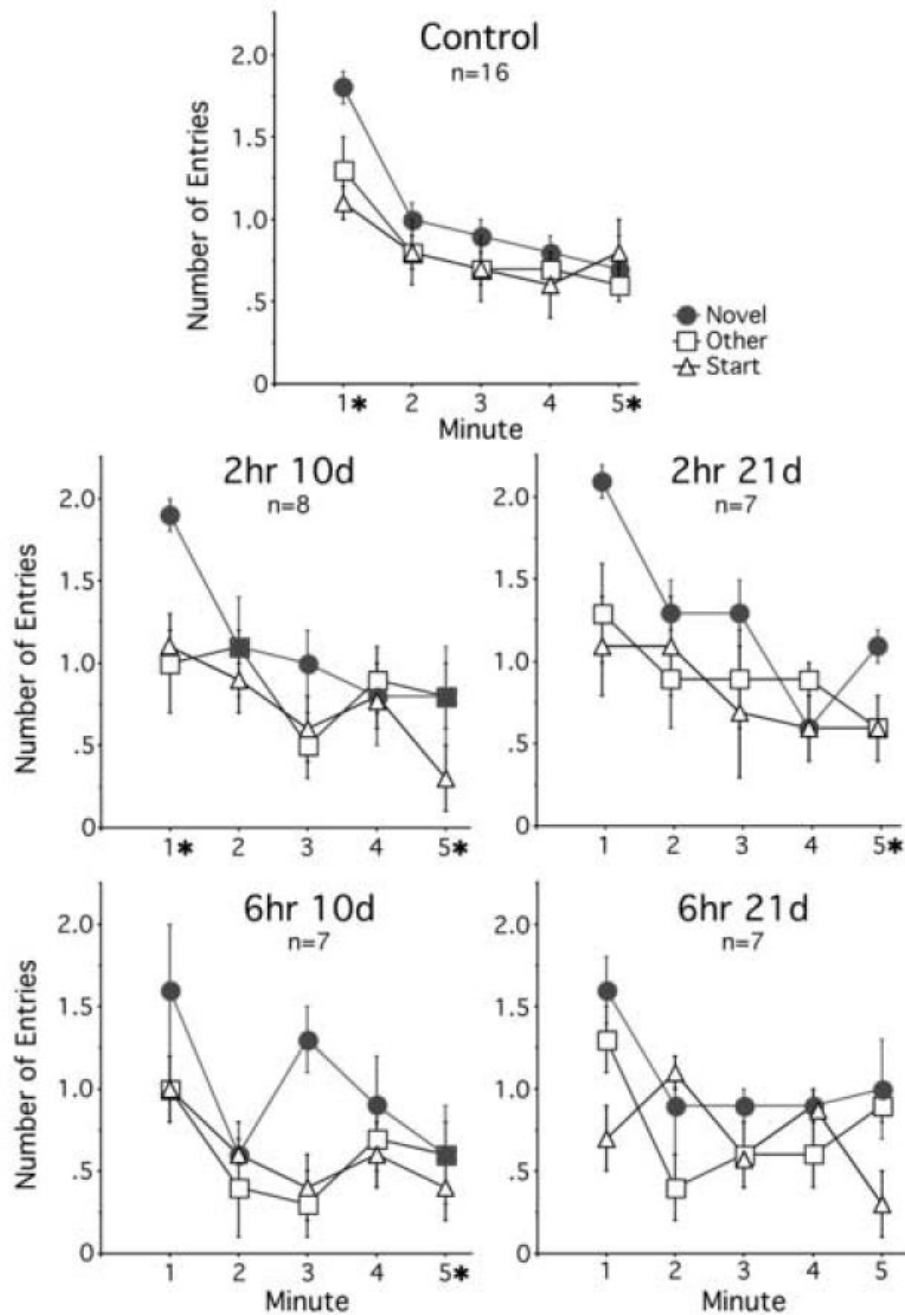 Control
n=16
Number of Entries
2.0
1.5
1.0
.5
0
1* 2 3 4 5*
Minute
Novel
Other
Start
2hr 10d
n=8
Number of Entries
2.0
1.5
1.0
.5
0
1* 2 3 4 5*
2hr 21d
n=7
2.0
1.5
1.0
.5
0
1 2 3 4 5*
6hr 10d
n=7
Number of Entries
2.0
1.5
1.0
.5
0
1 2 3 4 5*
Minute
6hr 21d
n=7
2.0
1.5
1.0
.5
0
1 2 3 4 5
Minute